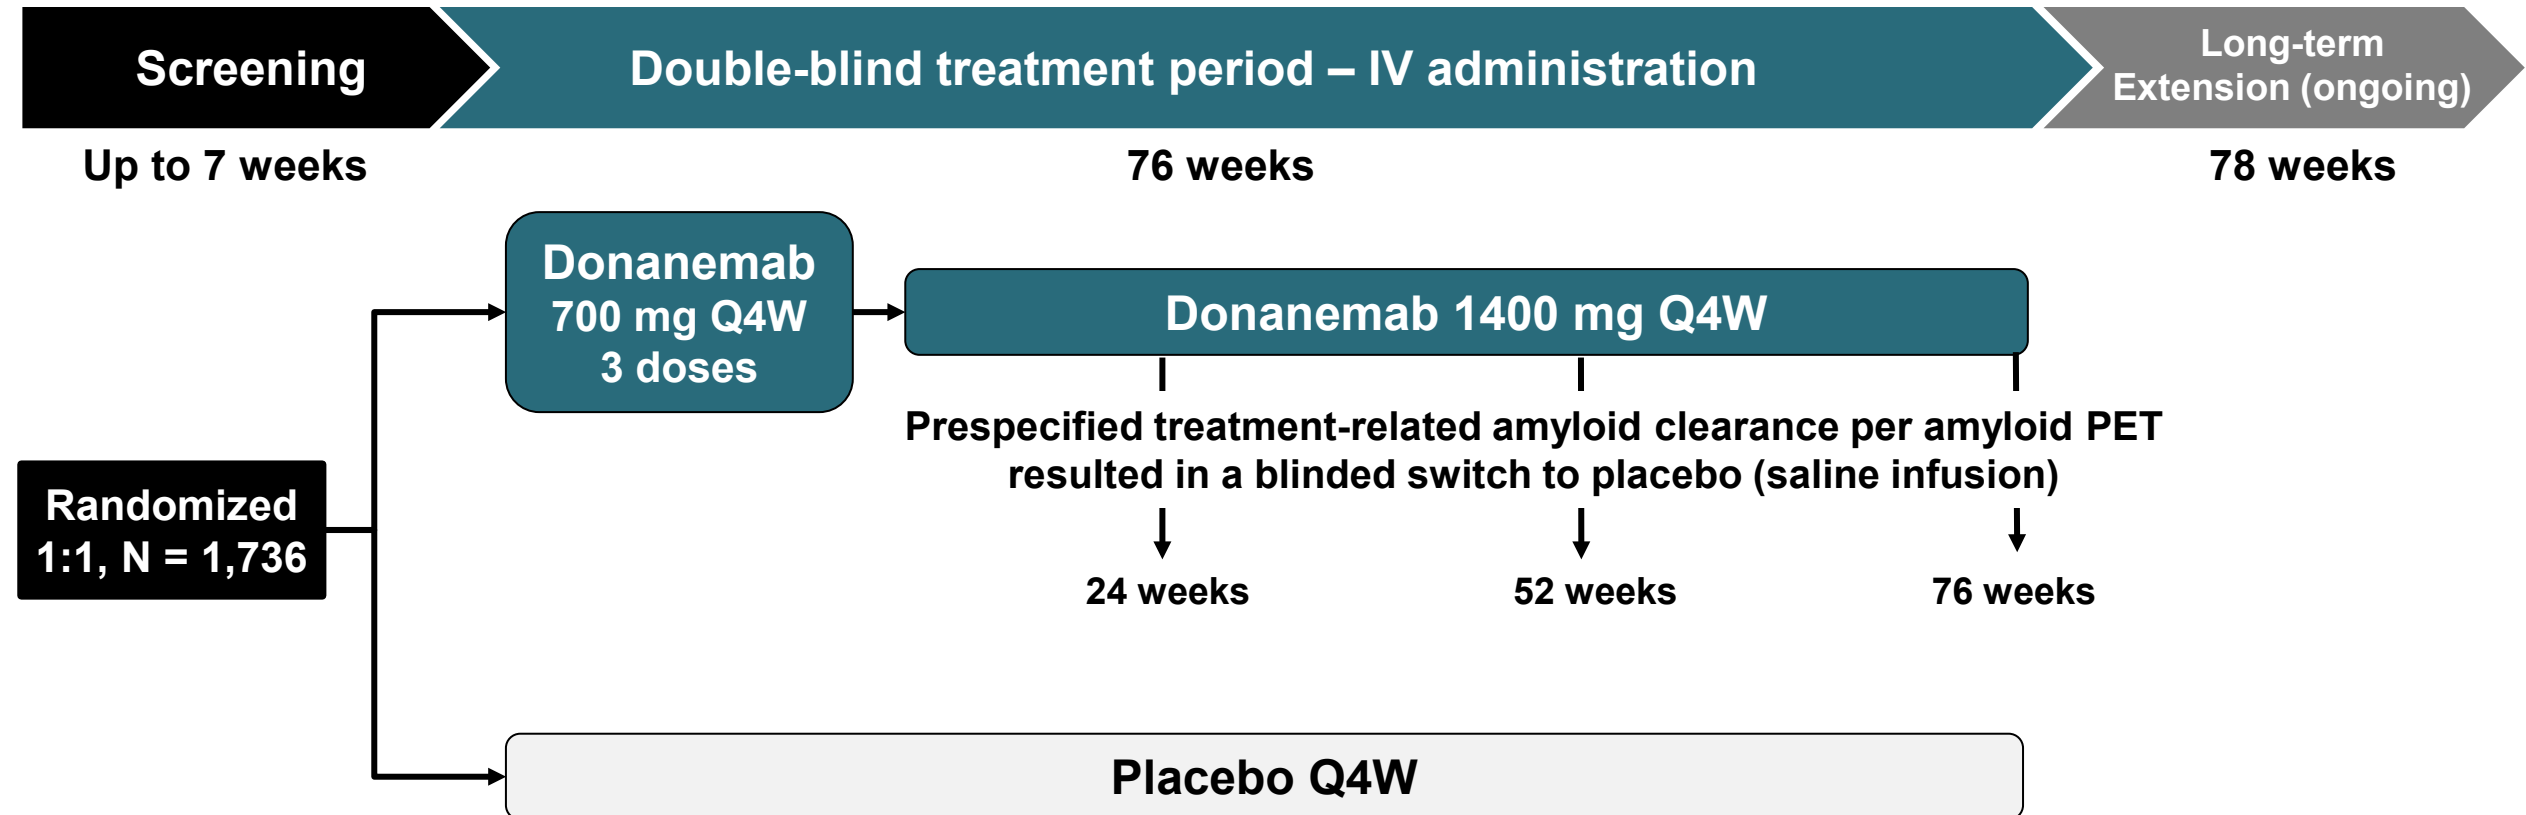 Screening
Double-blind treatment period – IV administration
Long-term
Extension (ongoing)
Up to 7 weeks
76 weeks
78 weeks
Donanemab
700 mg Q4W
3 doses
Donanemab 1400 mg Q4W
Prespecified treatment-related amyloid clearance per amyloid PET
resulted in a blinded switch to placebo (saline infusion)
Randomized
1:1, N = 1,736
24 weeks
52 weeks
76 weeks
Placebo Q4W